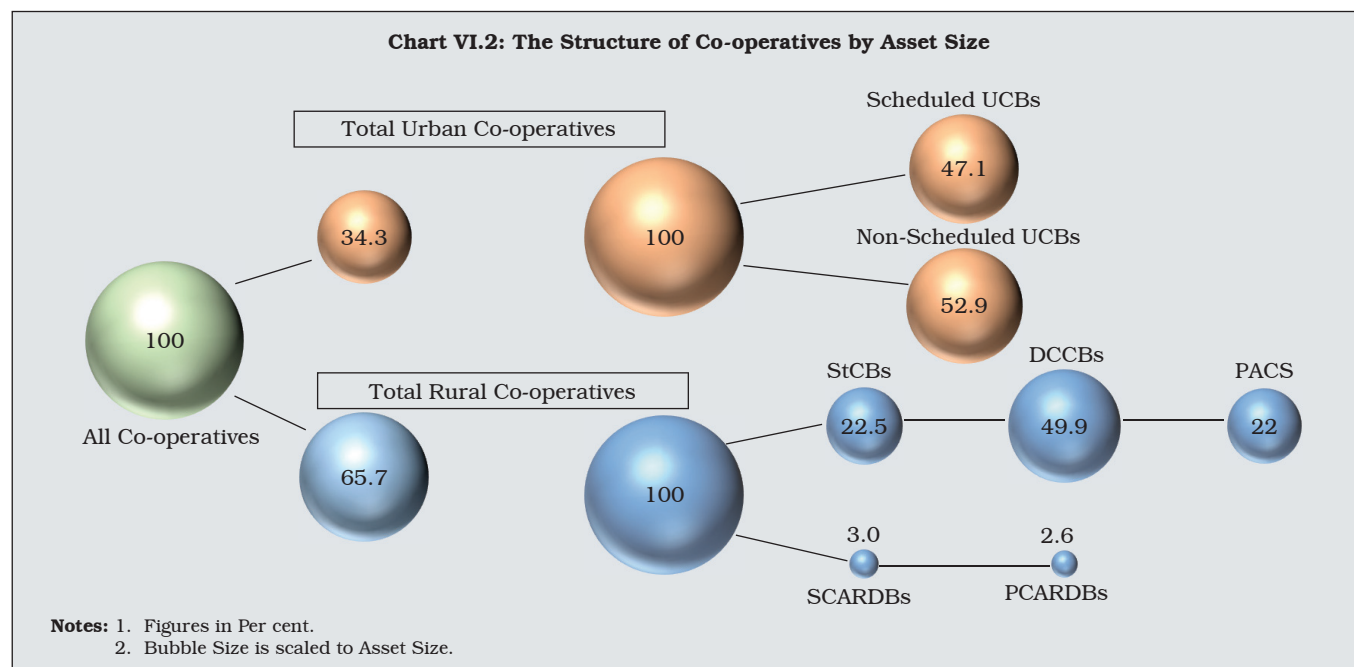 Chart VI.2: The Structure of Co-operatives by Asset Size
Total Urban Co-operatives
Scheduled UCBs
47.1
34.3
100
Non-Scheduled UCBs
52.9
100
All Co-operatives
Total Rural Co-operatives
65.7
100
StCBs
DCCBs
PACS
22.5
49.9
22
3.0
2.6
SCARDBs
PCARDBs
Notes: 1. Figures in Per cent.
2. Bubble Size is scaled to Asset Size.